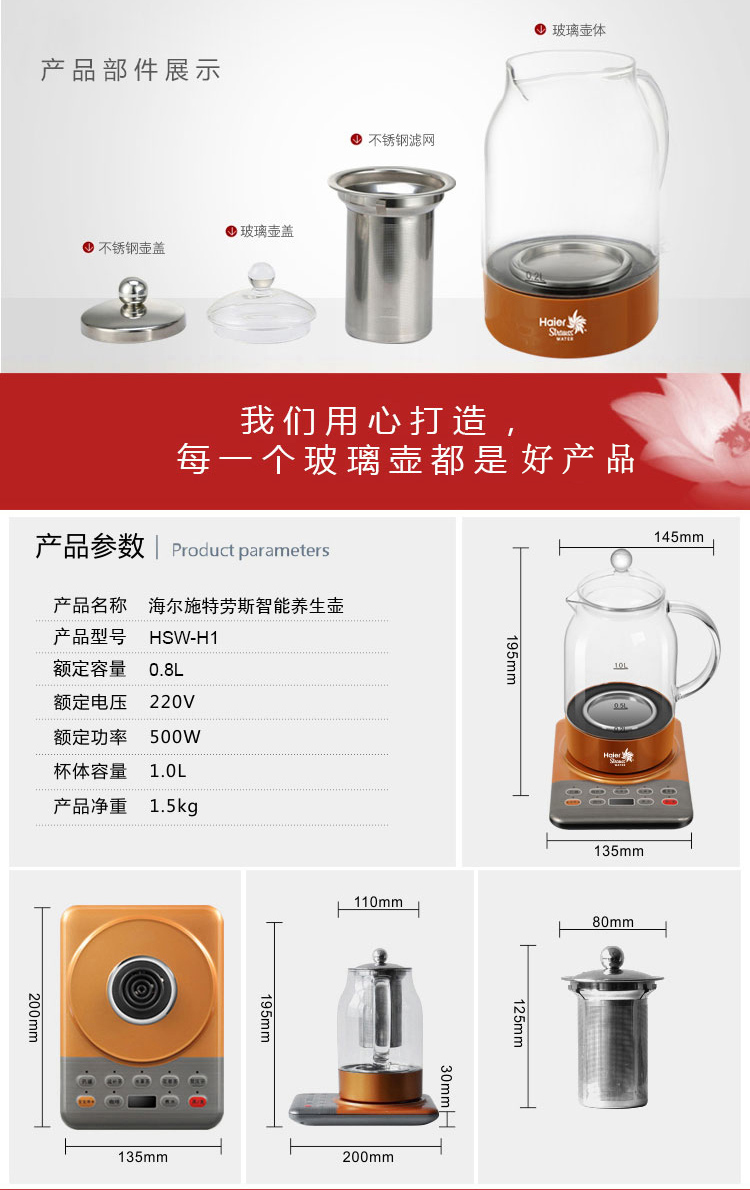 玻璃壶体
产品部件展示
不锈钢滤网
玻璃壶盖
不锈钢壶盖
0.2L
Haier
Strauss
WATER
我们用心打造，
每一个玻璃壶都是好产品
产品参数 Product parameters
产品名称 海尔施特劳斯智能养生壶
产品型号 HSW-H1
额定容量 0.8L
额定电压 220V
额定功率 500W
杯体容量 1.0L
产品净重 1.5kg
145mm
195mm
1.0L
0.5L
0.2L
Haier
Strauss
WATER
135mm
200mm
135mm
110mm
195mm
30mm
200mm
80mm
125mm